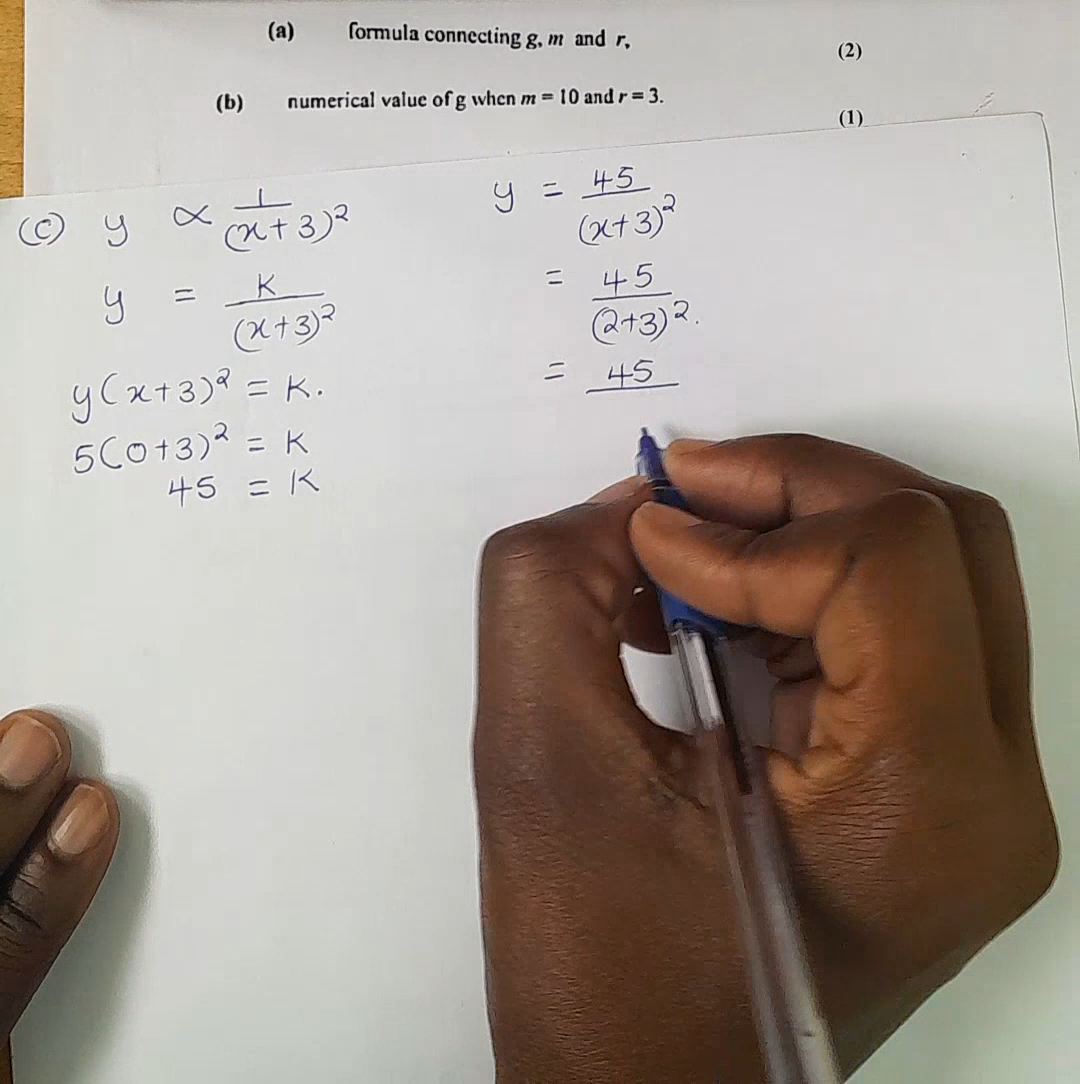 (a) formula connecting g, m and r,
(2)
(b) numerical value of g when m = 10 and r = 3.
(1)
(c) y ∝ 1/(x+3)²
y = K/(x+3)²
y(x+3)² = K.
5(0+3)² = K
45 = K
y = 45/(x+3)²
= 45/(2+3)².
= 45